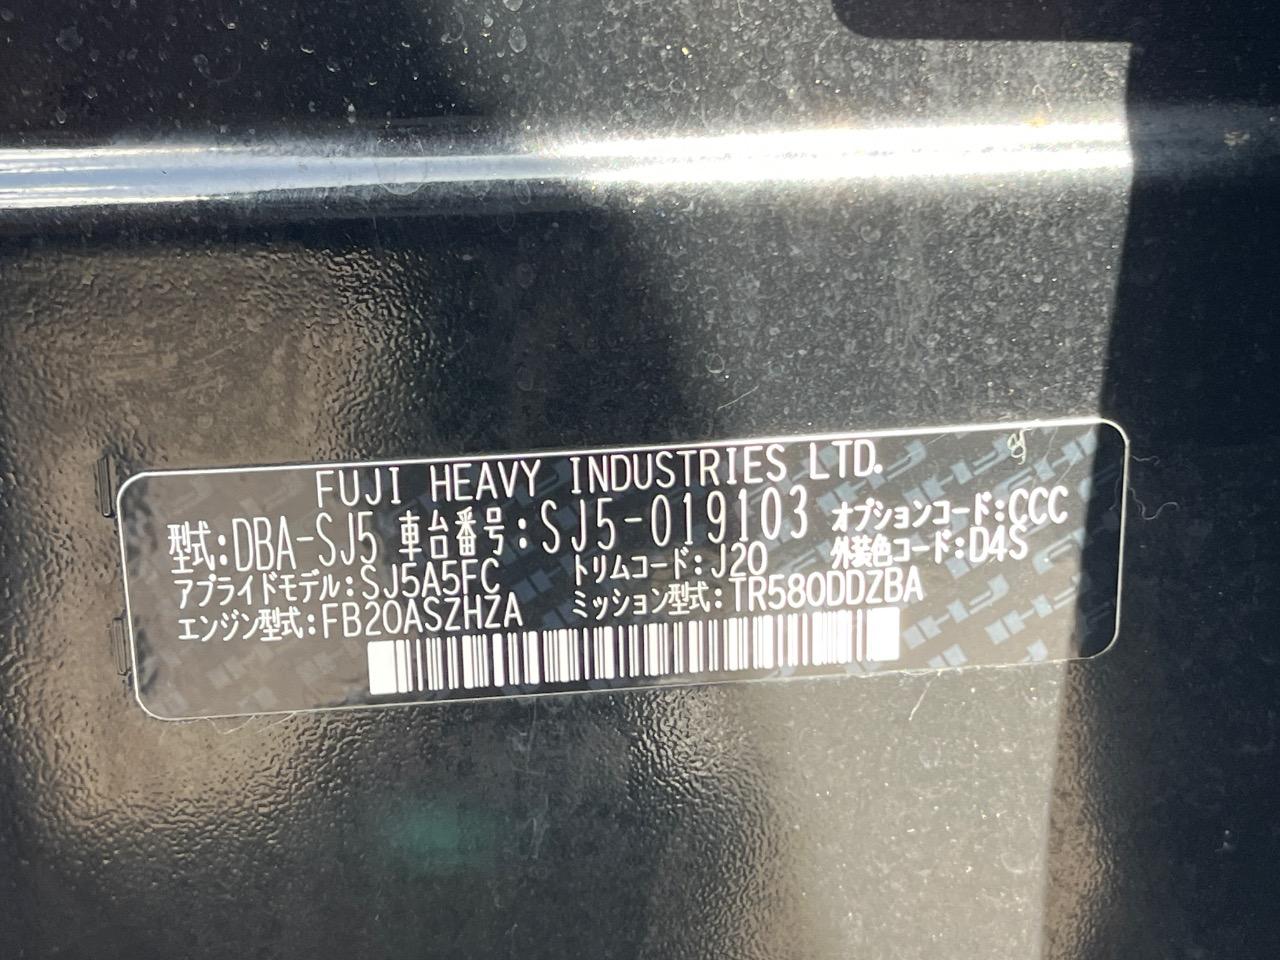 FUJI HEAVY INDUSTRIES LTD.
型式:DBA-SJ5 車台番号:SJ5-019103 オプションコード:CCC
アプライドモデル:SJ5A5FC トリムコード:J20 外装色コード:D4S
エンジン型式:FB20ASZHZA ミッション型式:TR580DDZBA